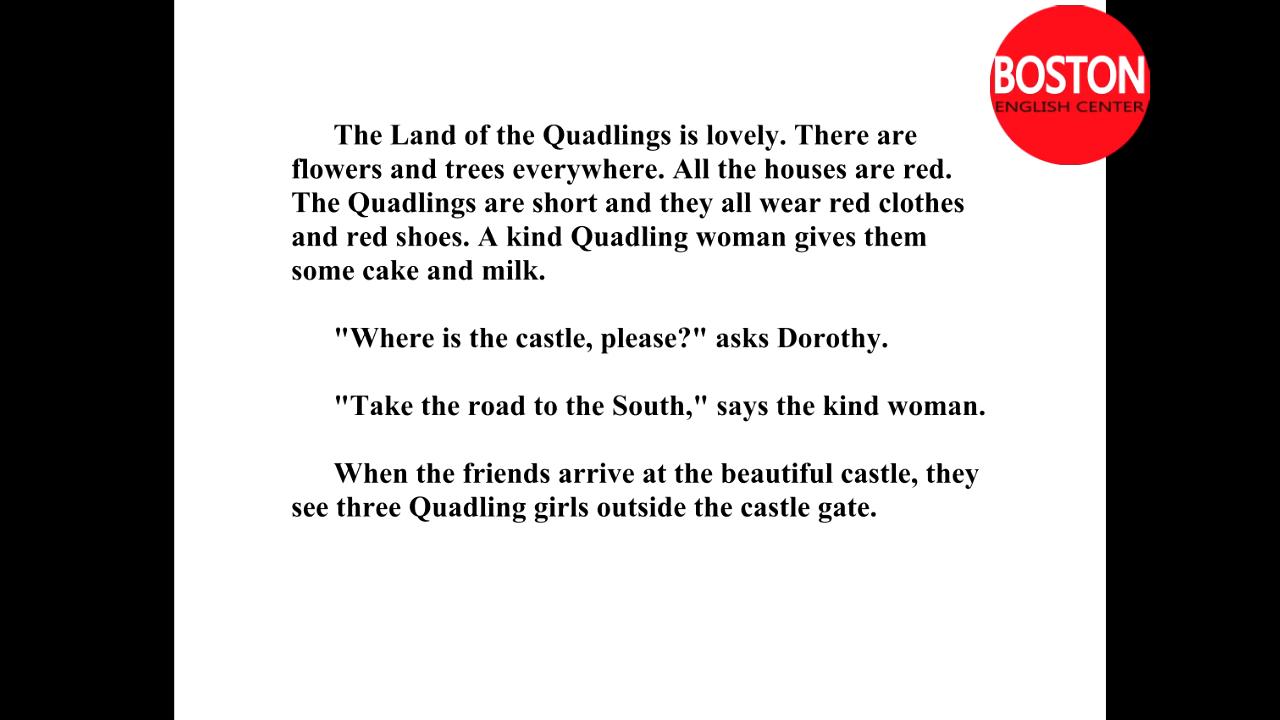 BOSTON
ENGLISH CENTER
The Land of the Quadlings is lovely. There are
flowers and trees everywhere. All the houses are red.
The Quadlings are short and they all wear red clothes
and red shoes. A kind Quadling woman gives them
some cake and milk.
"Where is the castle, please?" asks Dorothy.
"Take the road to the South," says the kind woman.
When the friends arrive at the beautiful castle, they
see three Quadling girls outside the castle gate.